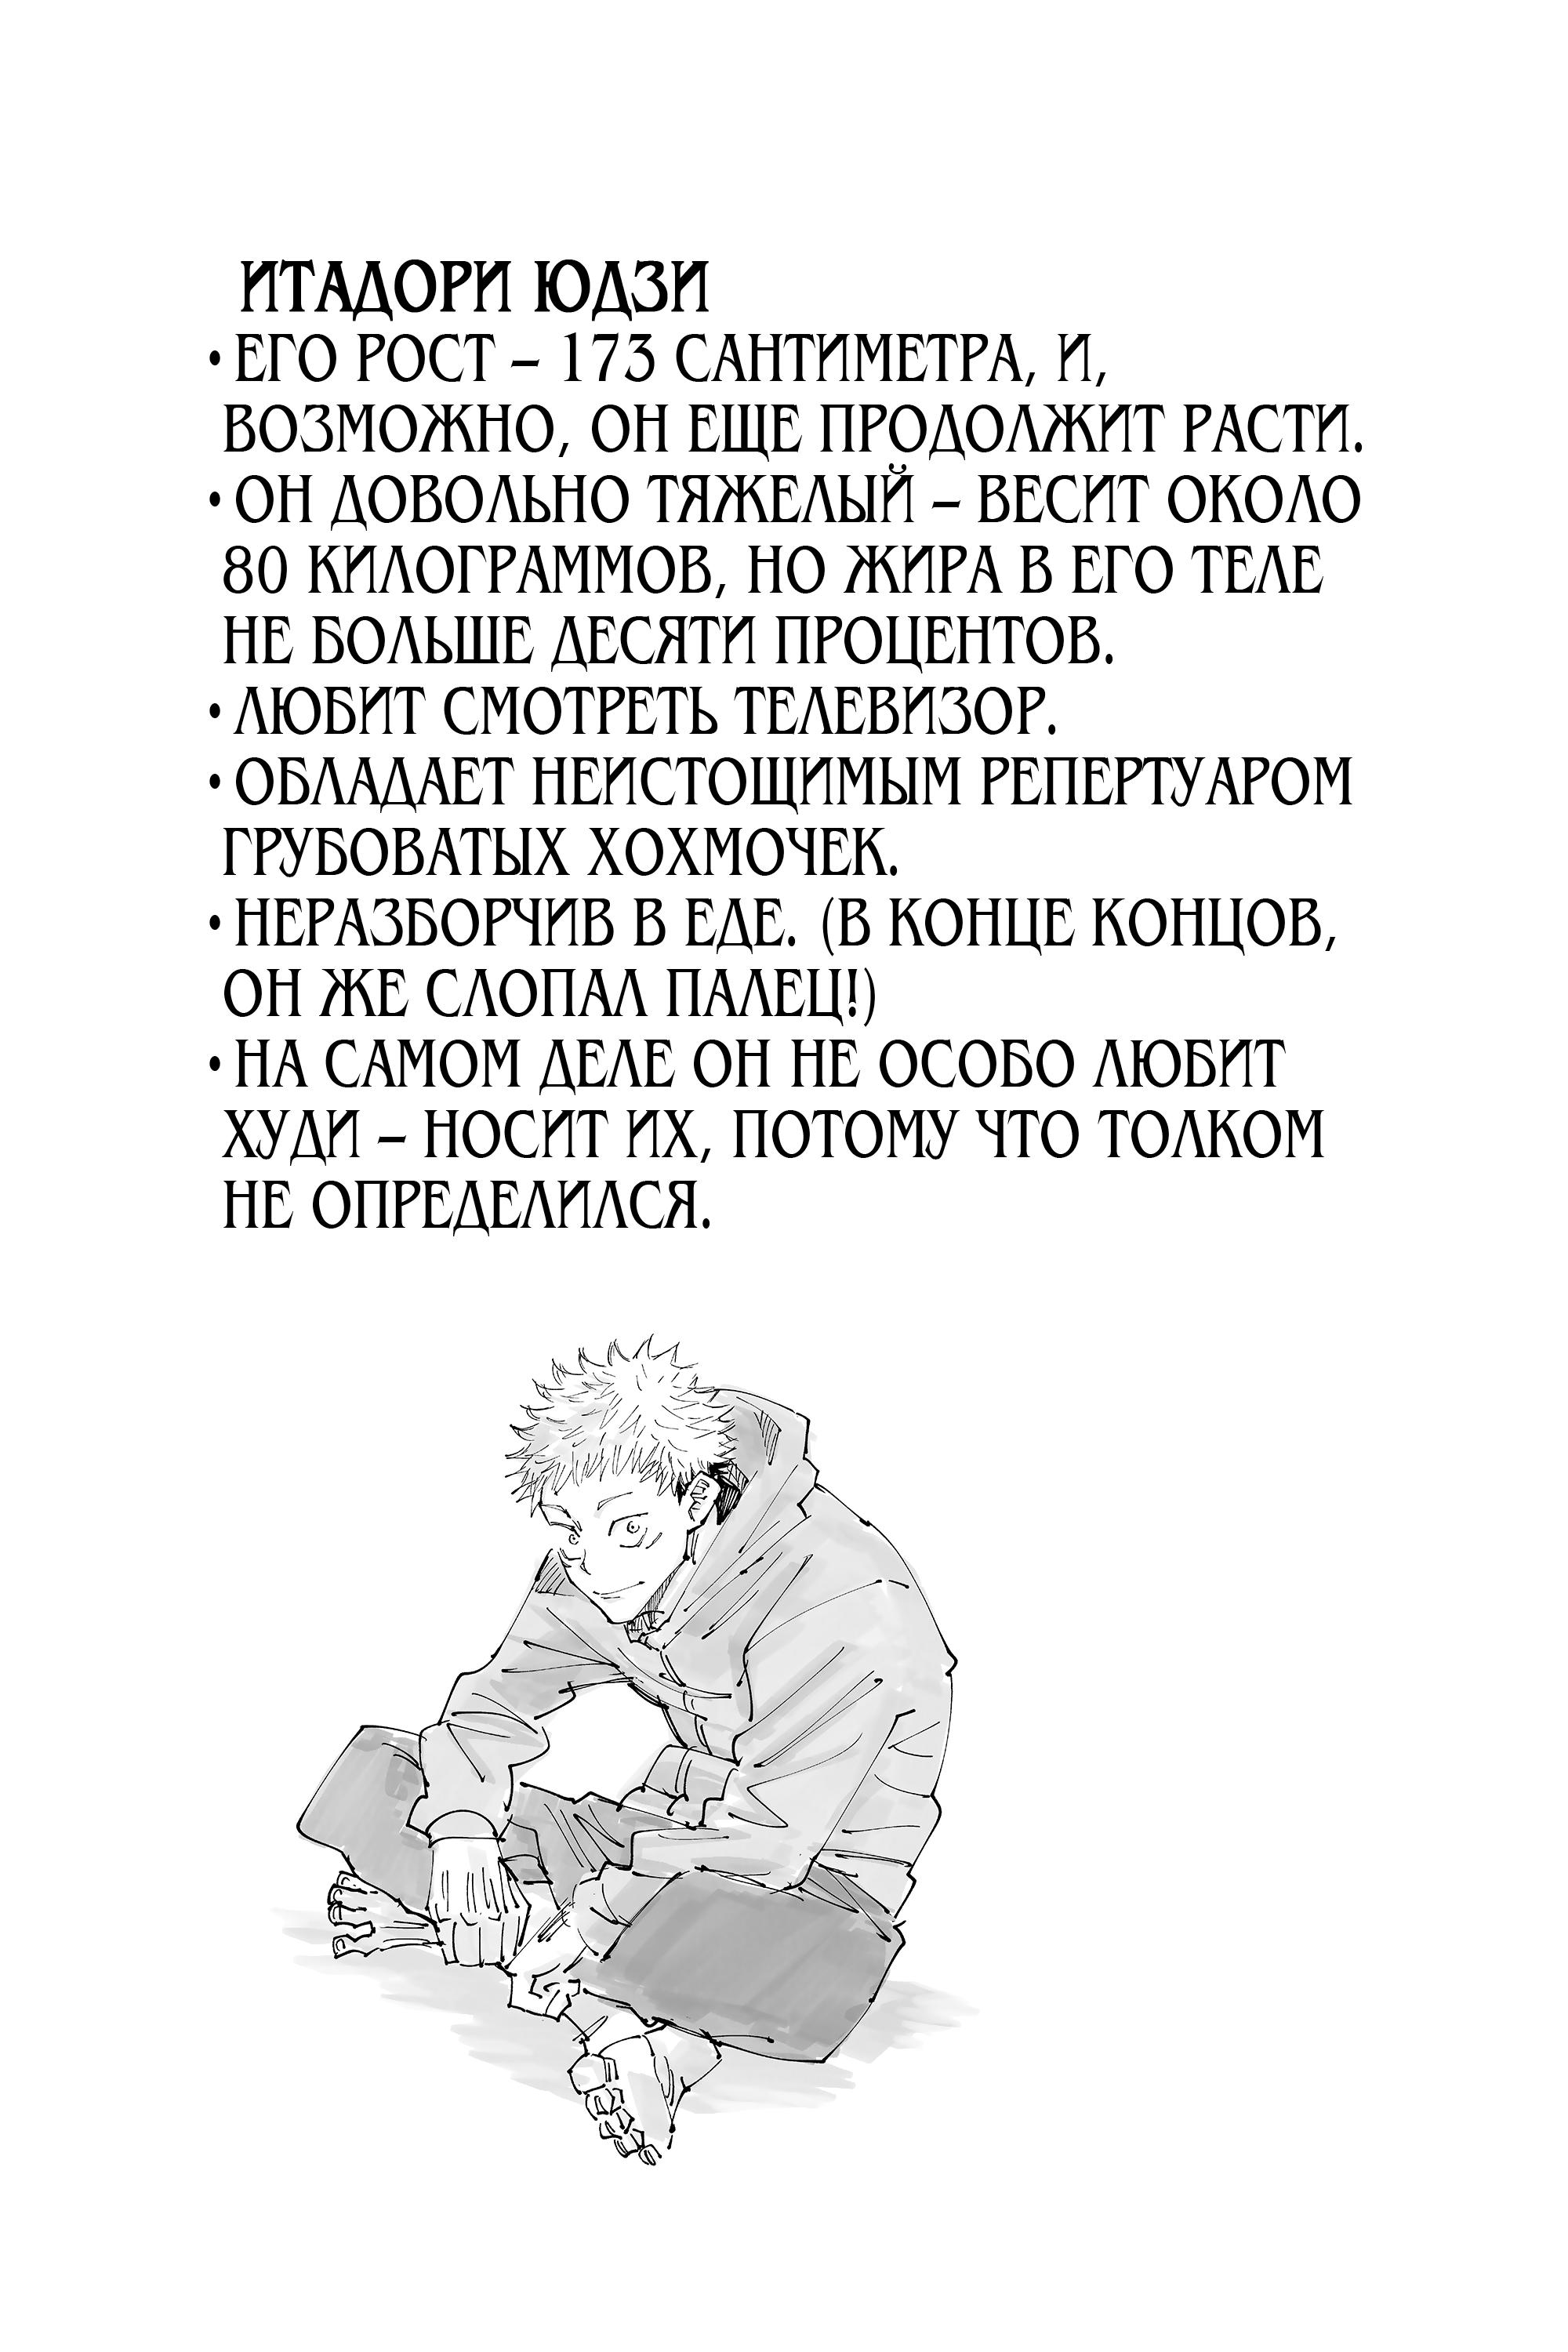 ИТАДОРИ ЮДЗИ
• ЕГО РОСТ – 173 САНТИМЕТРА, И,
ВОЗМОЖНО, ОН ЕЩЕ ПРОДОЛЖИТ РАСТИ.
• ОН ДОВОЛЬНО ТЯЖЕЛЫЙ – ВЕСИТ ОКОЛО
80 КИЛОГРАММОВ, НО ЖИРА В ЕГО ТЕЛЕ
НЕ БОЛЬШЕ ДЕСЯТИ ПРОЦЕНТОВ.
• ЛЮБИТ СМОТРЕТЬ ТЕЛЕВИЗОР.
• ОБЛАДАЕТ НЕИСТОЩИМЫМ РЕПЕРТУАРОМ
ГРУБОВАТЫХ ХОХМОЧЕК.
• НЕРАЗБОРЧИВ В ЕДЕ. (В КОНЦЕ КОНЦОВ,
ОН ЖЕ СЛОПАЛ ПАЛЕЦ!)
• НА САМОМ ДЕЛЕ ОН НЕ ОСОБО ЛЮБИТ
ХУДИ – НОСИТ ИХ, ПОТОМУ ЧТО ТОЛКОМ
НЕ ОПРЕДЕЛИЛСЯ.